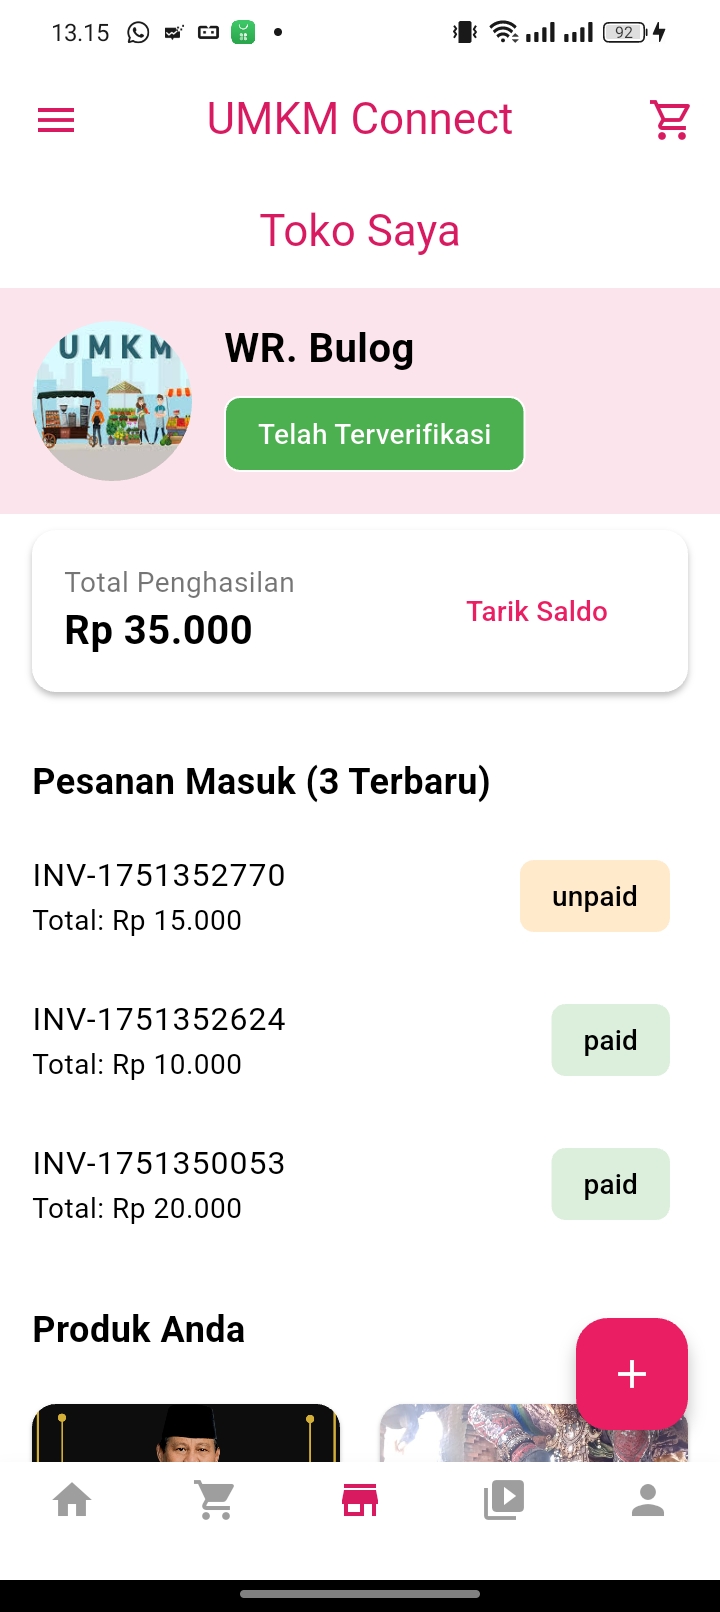 13.15
92
UMKM Connect
Toko Saya
UMKM
WR. Bulog
Telah Terverifikasi
Total Penghasilan
Rp 35.000
Tarik Saldo
Pesanan Masuk (3 Terbaru)
INV-1751352770
Total: Rp 15.000
unpaid
INV-1751352624
Total: Rp 10.000
paid
INV-1751350053
Total: Rp 20.000
paid
Produk Anda
+